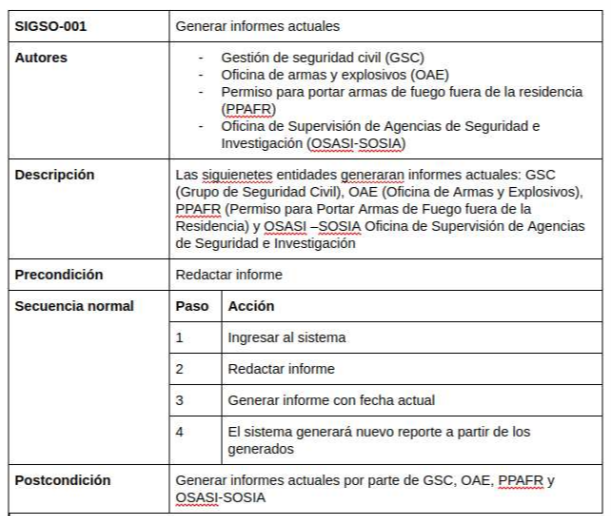 SIGSO-001 Generar informes actuales
Autores - Gestión de seguridad civil (GSC)
- Oficina de armas y explosivos (OAE)
- Permiso para portar armas de fuego fuera de la residencia
(PPAFR)
- Oficina de Supervisión de Agencias de Seguridad e
Investigación (OSASI-SOSIA)
Descripción Las siguienetes entidades generaran informes actuales: GSC
(Grupo de Seguridad Civil), OAE (Oficina de Armas y Explosivos),
PPAFR (Permiso para Portar Armas de Fuego fuera de la
Residencia) y OSASI –SOSIA Oficina de Supervisión de Agencias
de Seguridad e Investigación
Precondición Redactar informe
Secuencia normal Paso Acción
1 Ingresar al sistema
2 Redactar informe
3 Generar informe con fecha actual
4 El sistema generará nuevo reporte a partir de los
generados
Postcondición Generar informes actuales por parte de GSC, OAE, PPAFR y
OSASI-SOSIA